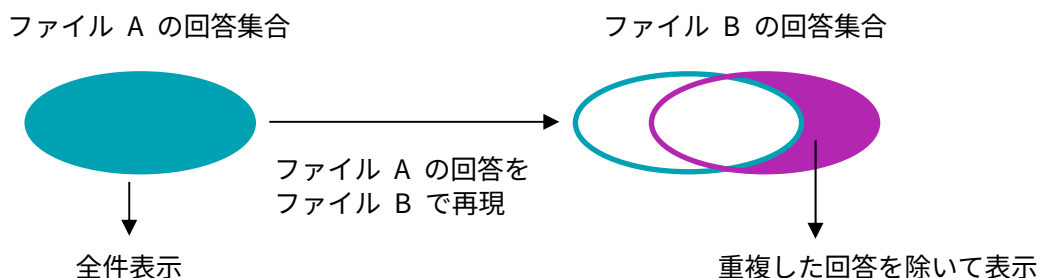 ファイル A の回答集合
ファイル B の回答集合
ファイル A の回答を
ファイル B で再現
全件表示
重複した回答を除いて表示